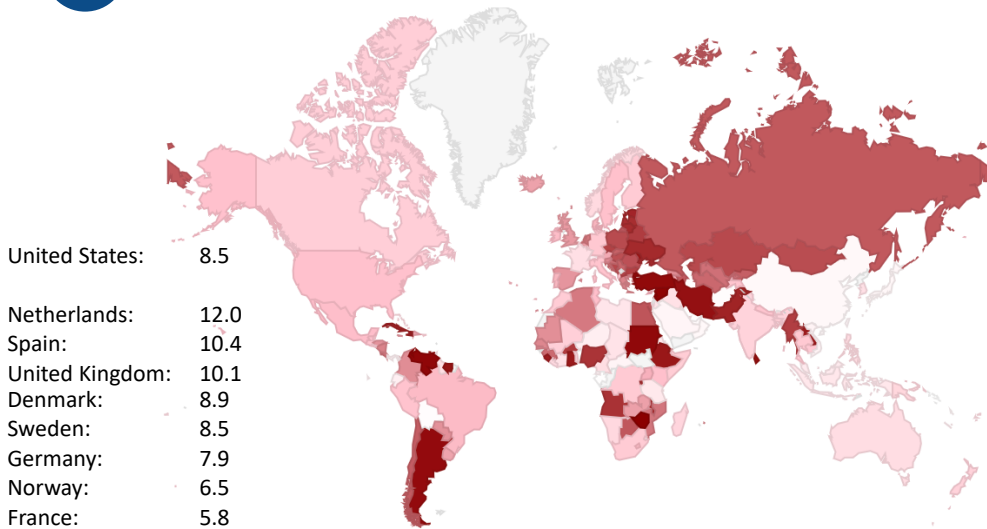 United States: 8.5
Netherlands: 12.0
Spain: 10.4
United Kingdom: 10.1
Denmark: 8.9
Sweden: 8.5
Germany: 7.9
Norway: 6.5
France: 5.8